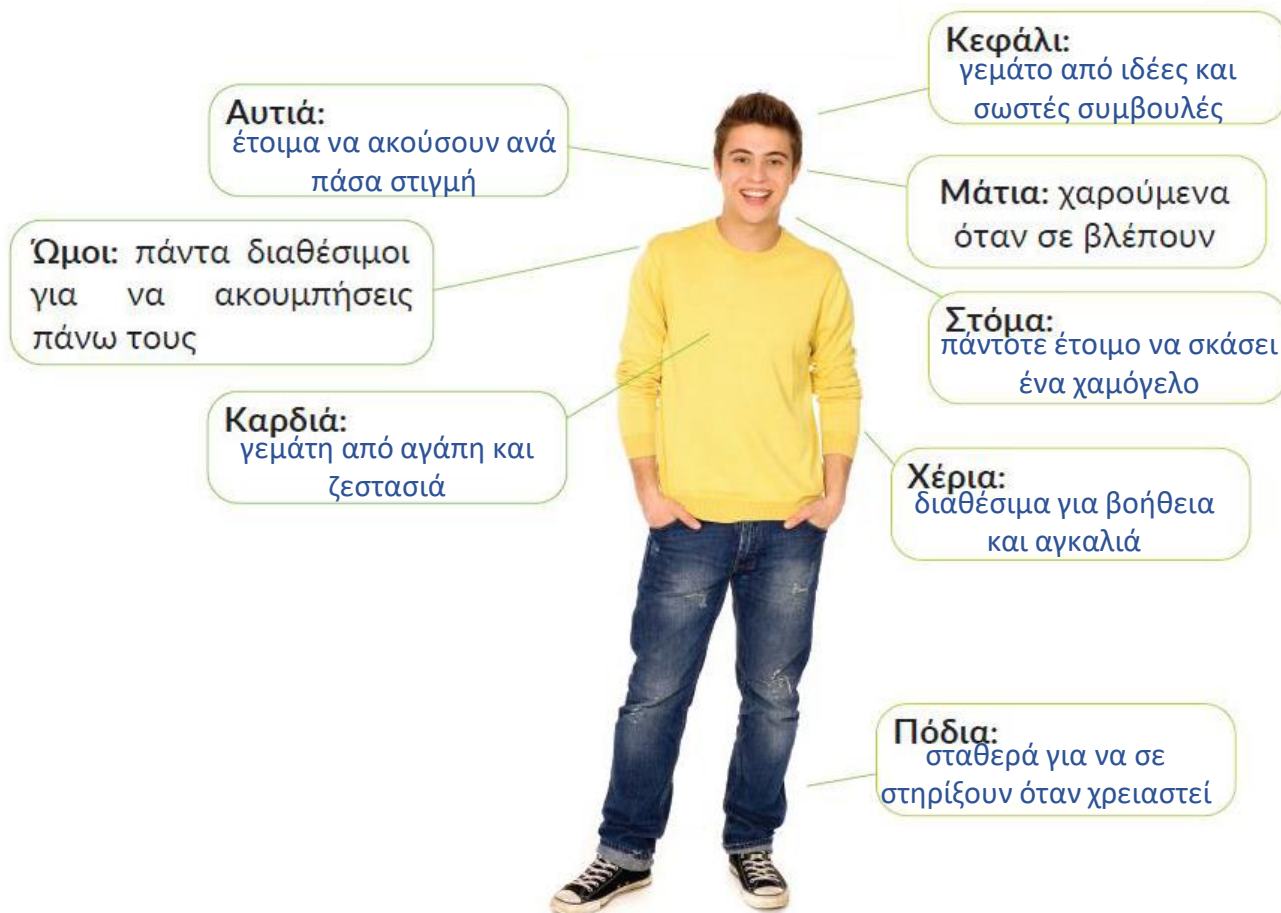 Κεφάλι:
γεμάτο από ιδέες και
σωστές συμβουλές
Αυτιά:
έτοιμα να ακούσουν ανά
πάσα στιγμή
Μάτια: χαρούμενα
όταν σε βλέπουν
Ώμοι: πάντα διαθέσιμοι
για να ακουμπήσεις
πάνω τους
Στόμα:
πάντοτε έτοιμο να σκάσει
ένα χαμόγελο
Καρδιά:
γεμάτη από αγάπη και
ζεστασιά
Χέρια:
διαθέσιμα για βοήθεια
και αγκαλιά
Πόδια:
σταθερά για να σε
στηρίξουν όταν χρειαστεί